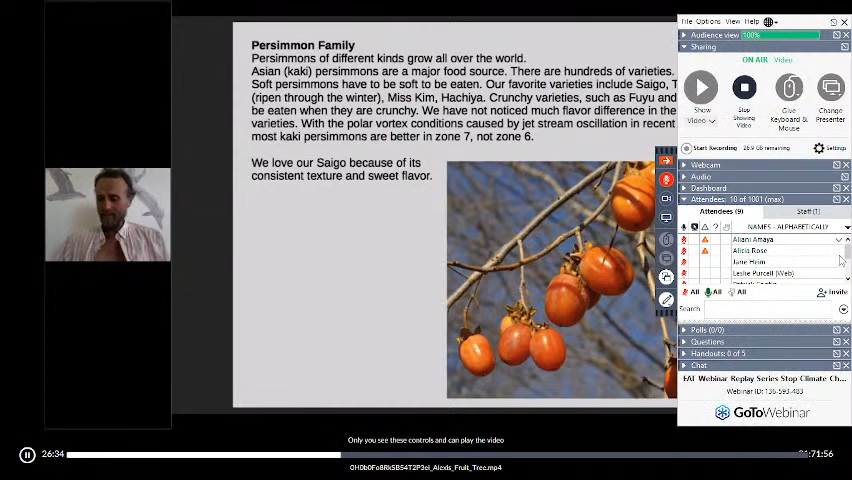 Persimmon Family
Persimmons of different kinds grow all over the world.
Asian (kaki) persimmons are a major food source. There are hundreds of varieties.
Soft persimmons have to be soft to be eaten. Our favorite varieties include Saigo, T
(ripen through the winter), Miss Kim, Hachiya. Crunchy varieties, such as Fuyu and
be eaten when they are crunchy. We have not noticed much flavor difference in the
varieties. With the polar vortex conditions caused by jet stream oscillation in recent
most kaki persimmons are better in zone 7, not zone 6.
We love our Saigo because of its
consistent texture and sweet flavor.
File Options View Help
Audience view 100%
Sharing
ON AIR Video
Show
Video
Stop
Showing
Video
Give
Keyboard &
Mouse
Change
Presenter
Start Recording 26.9 GB remaining Settings
Webcam
Audio
Dashboard
Attendees: 10 of 1001 (max)
Attendees (9) Staff (1)
NAMES - ALPHABETICALLY
Aliani Amaya
Alicia Rose
Jane Heim
Leslie Purcell (Web)
All All All Invite
Search
Polls (0/0)
Questions
Handouts: 0 of 5
Chat
EAT Webinar Replay Series Stop Climate Ch...
Webinar ID: 136-593-483
GoToWebinar
Only you see these controls and can play the video
26:34
:71:56